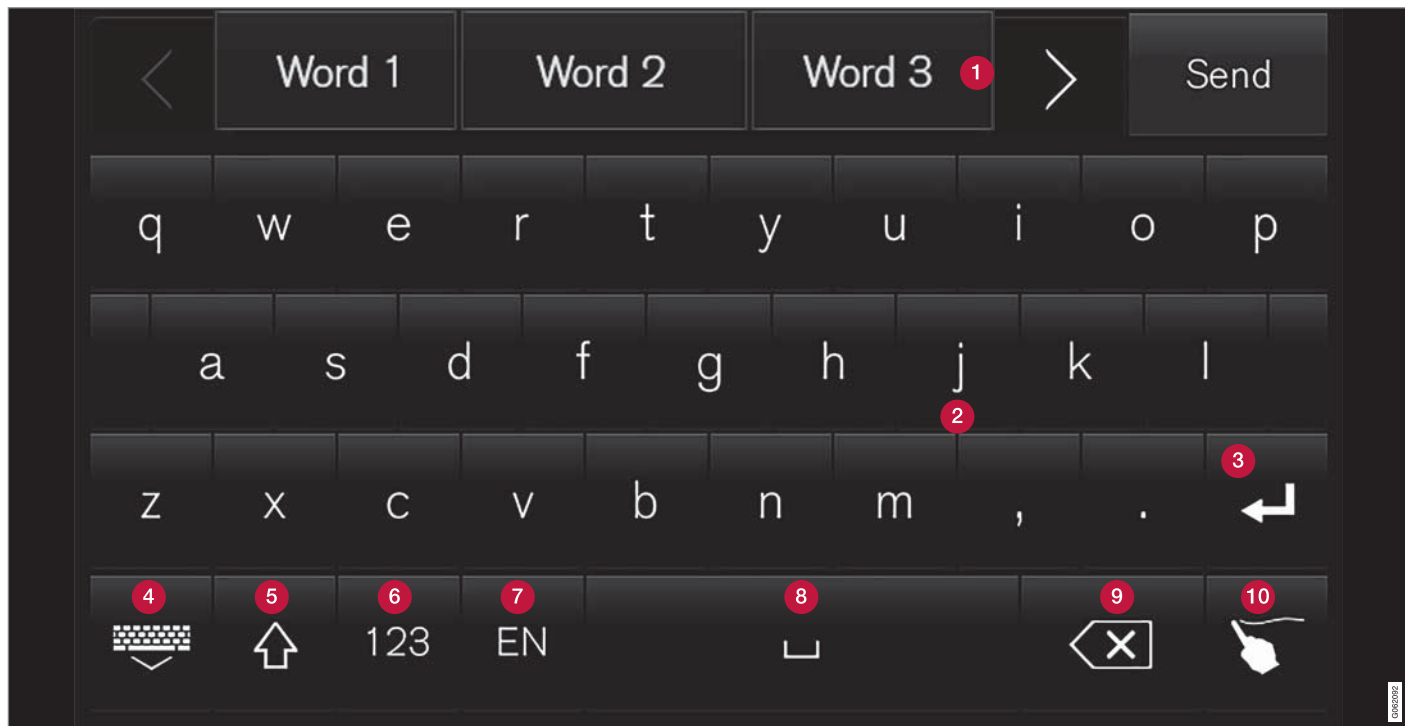 Word 1 Word 2 Word 3 1 Send
q w e r t y u i o p
a s d f g h j k l
2
3
z x c v b n m , .
4 5 6 7 8 9 10
123 EN
G062092